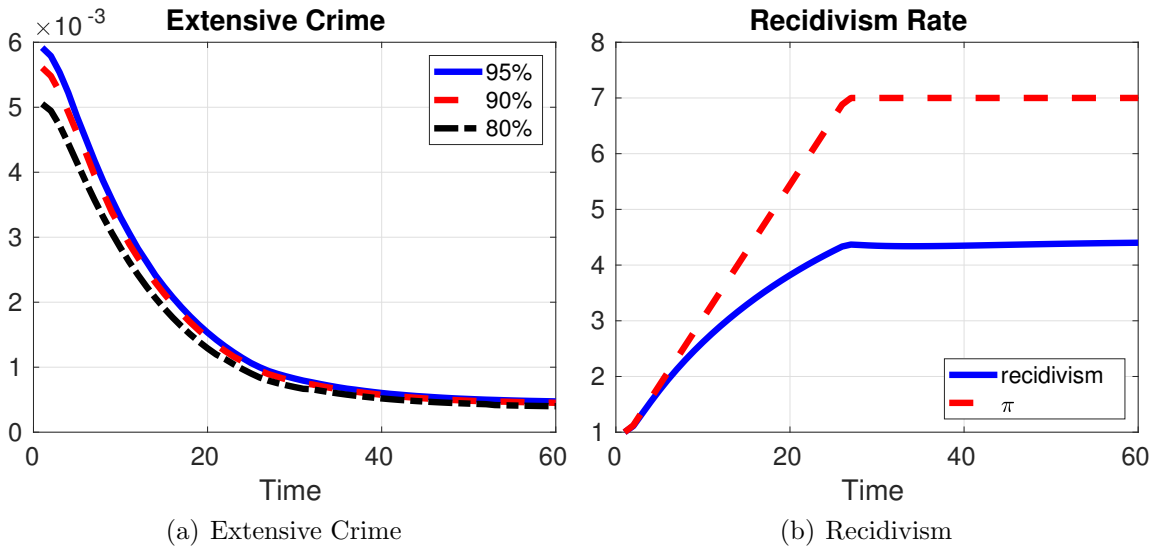 Extensive Crime
×10⁻³
6
5
4
3
2
1
0
0 20 40 60
Time
95%
90%
80%
(a) Extensive Crime
Recidivism Rate
8
7
6
5
4
3
2
1
0 20 40 60
Time
recidivism
π
(b) Recidivism